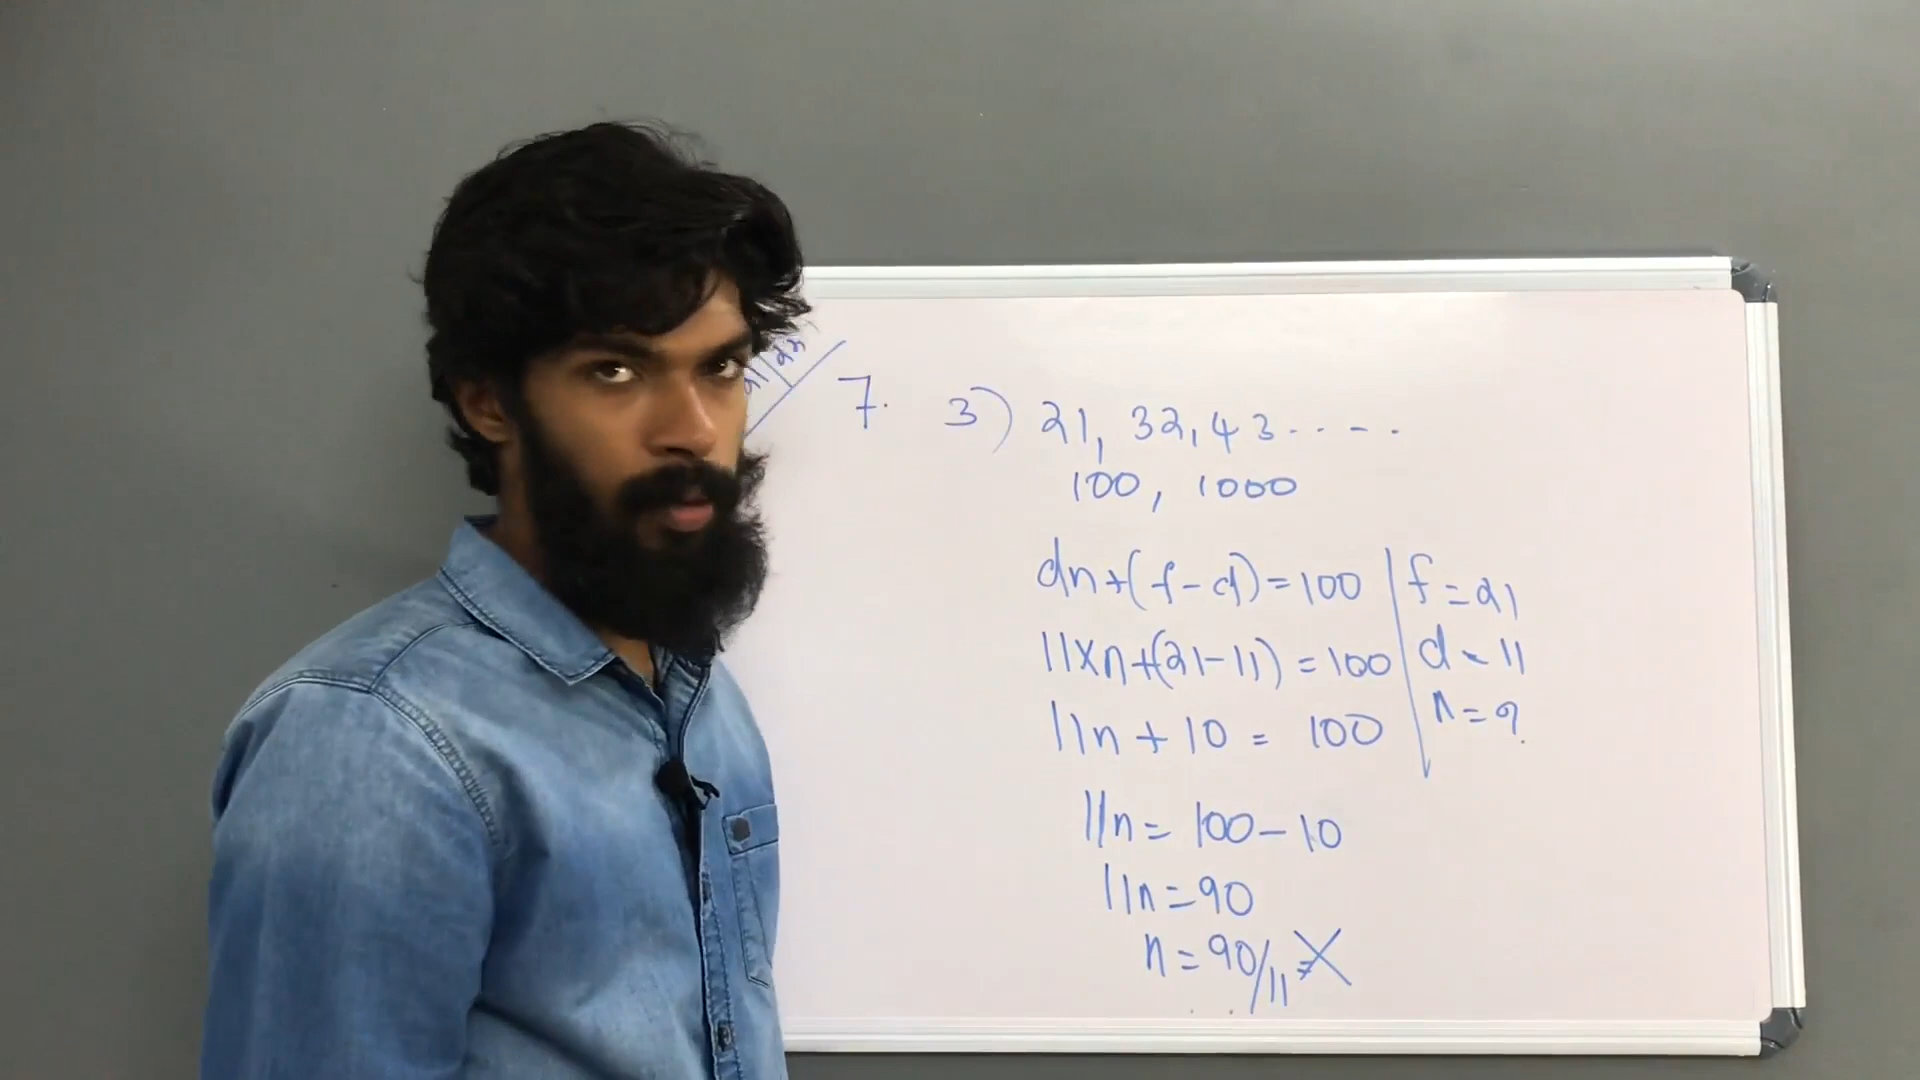 7. 3) 21, 32, 43 . . - .
100, 1000
dn+(f-d)=100
11×n+(21-11)=100
11n+10=100
11n=100-10
11n=90
n=90/11=
f=21
d=11
n=?